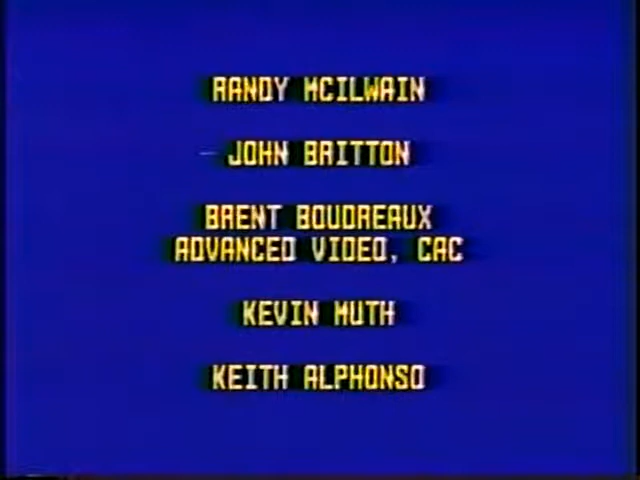 RANDY MCILWAIN
JOHN BRITTON
BRENT BOUDREAUX
ADVANCED VIDEO, CAC
KEVIN MUTH
KEITH ALPHONSO